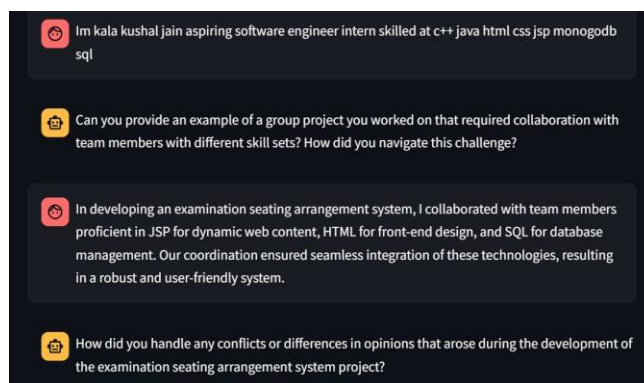 Im kala kushal jain aspiring software engineer intern skilled at c++ java html css jsp monogodb
sql
Can you provide an example of a group project you worked on that required collaboration with
team members with different skill sets? How did you navigate this challenge?
In developing an examination seating arrangement system, I collaborated with team members
proficient in JSP for dynamic web content, HTML for front-end design, and SQL for database
management. Our coordination ensured seamless integration of these technologies, resulting
in a robust and user-friendly system.
How did you handle any conflicts or differences in opinions that arose during the development of
the examination seating arrangement system project?